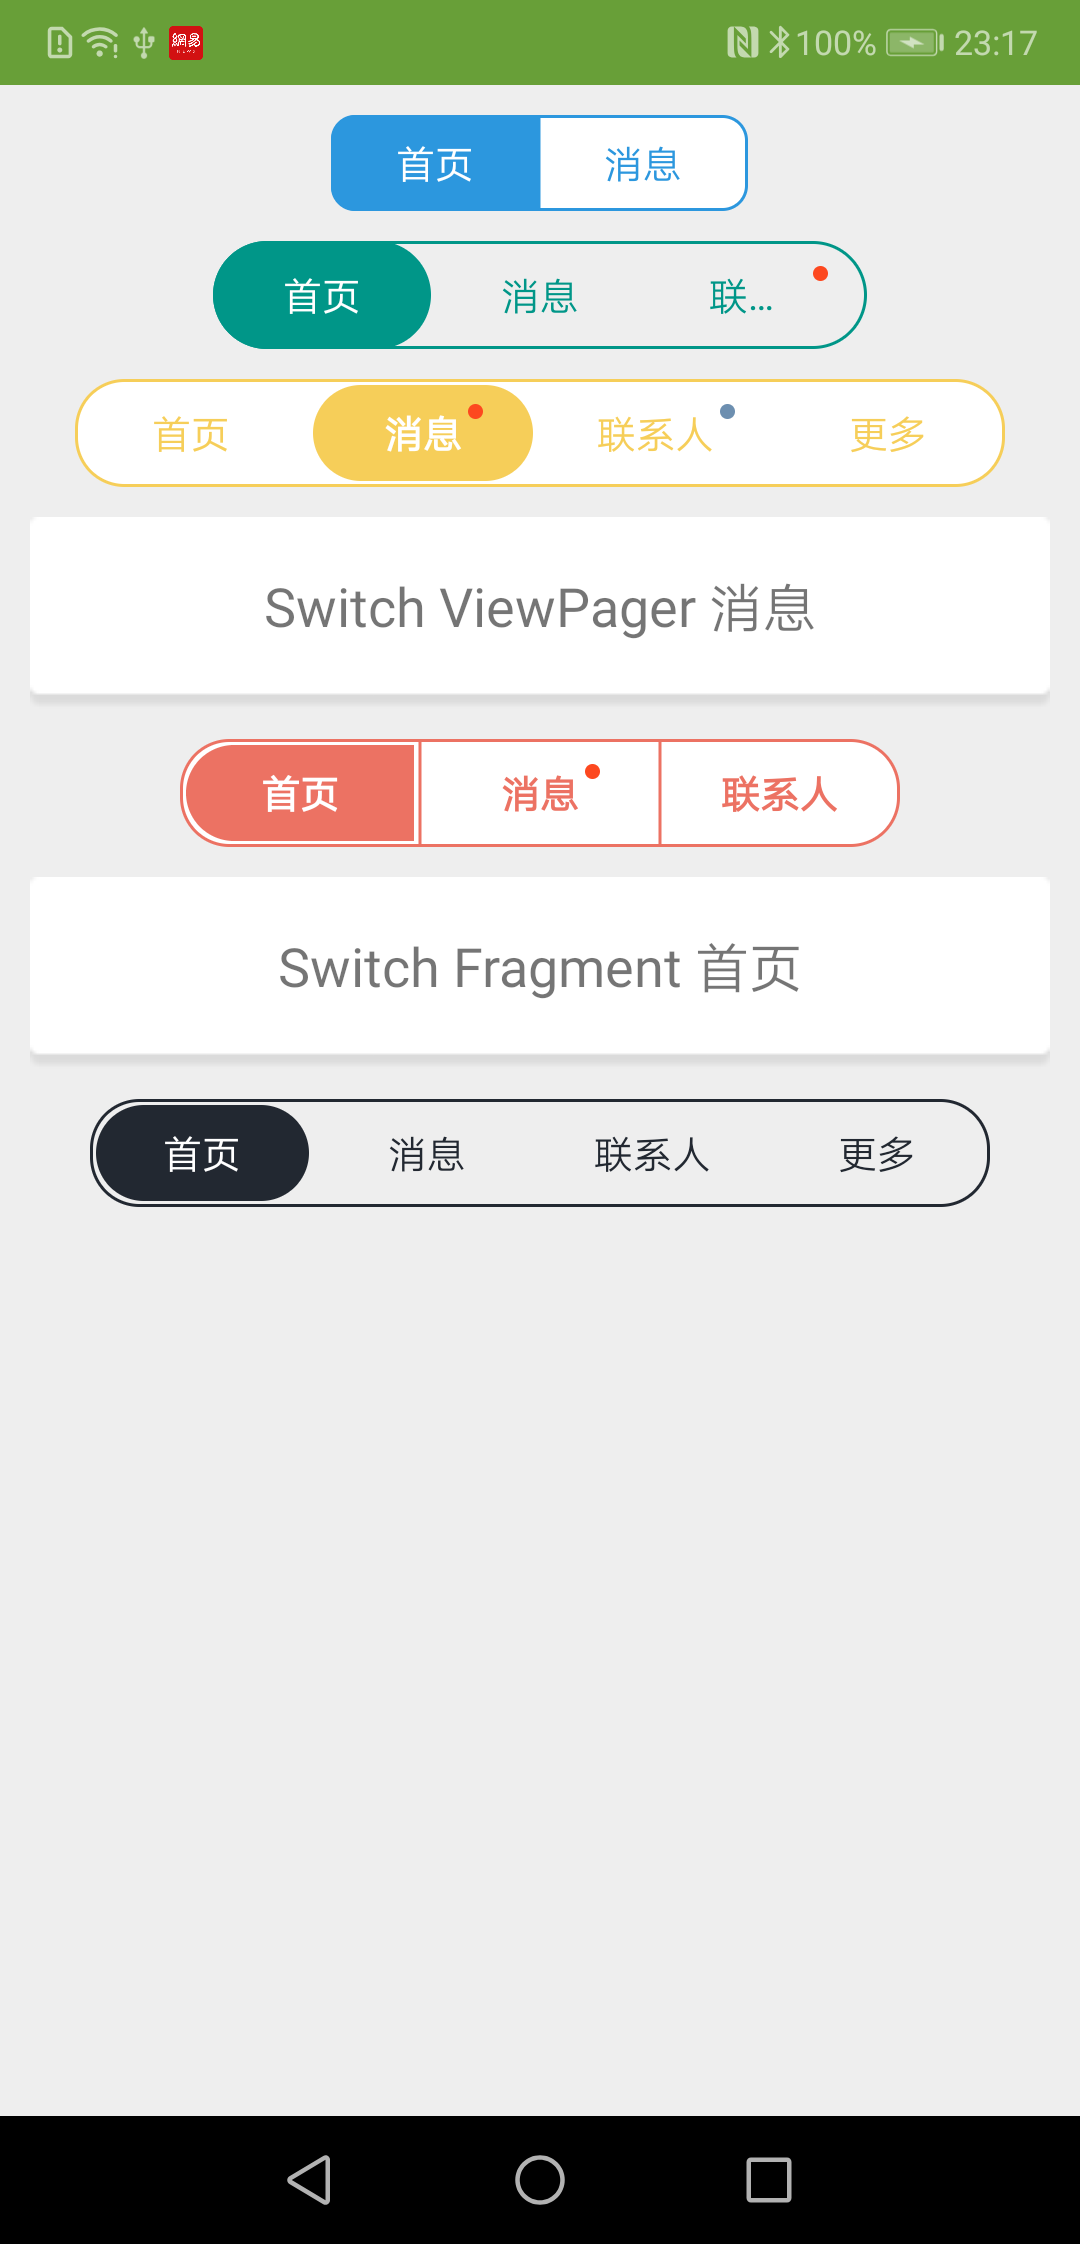 網易 100% 23:17
首页 消息
首页 消息 联...
首页 消息 联系人 更多
Switch ViewPager 消息
首页 消息 联系人
Switch Fragment 首页
首页 消息 联系人 更多